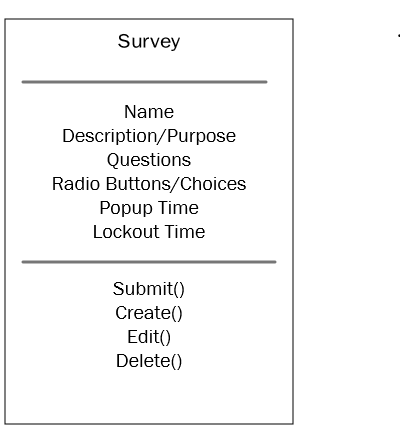 Survey
Name
Description/Purpose
Questions
Radio Buttons/Choices
Popup Time
Lockout Time
Submit()
Create()
Edit()
Delete()